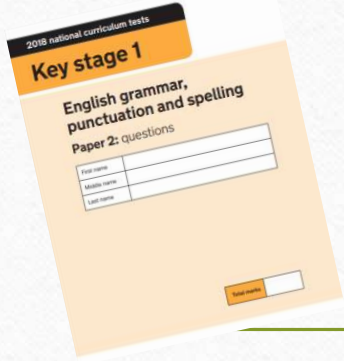 2018 national curriculum tests
Key stage 1
English grammar,
punctuation and spelling
Paper 2: questions
First name
Middle name
Last name
Total marks